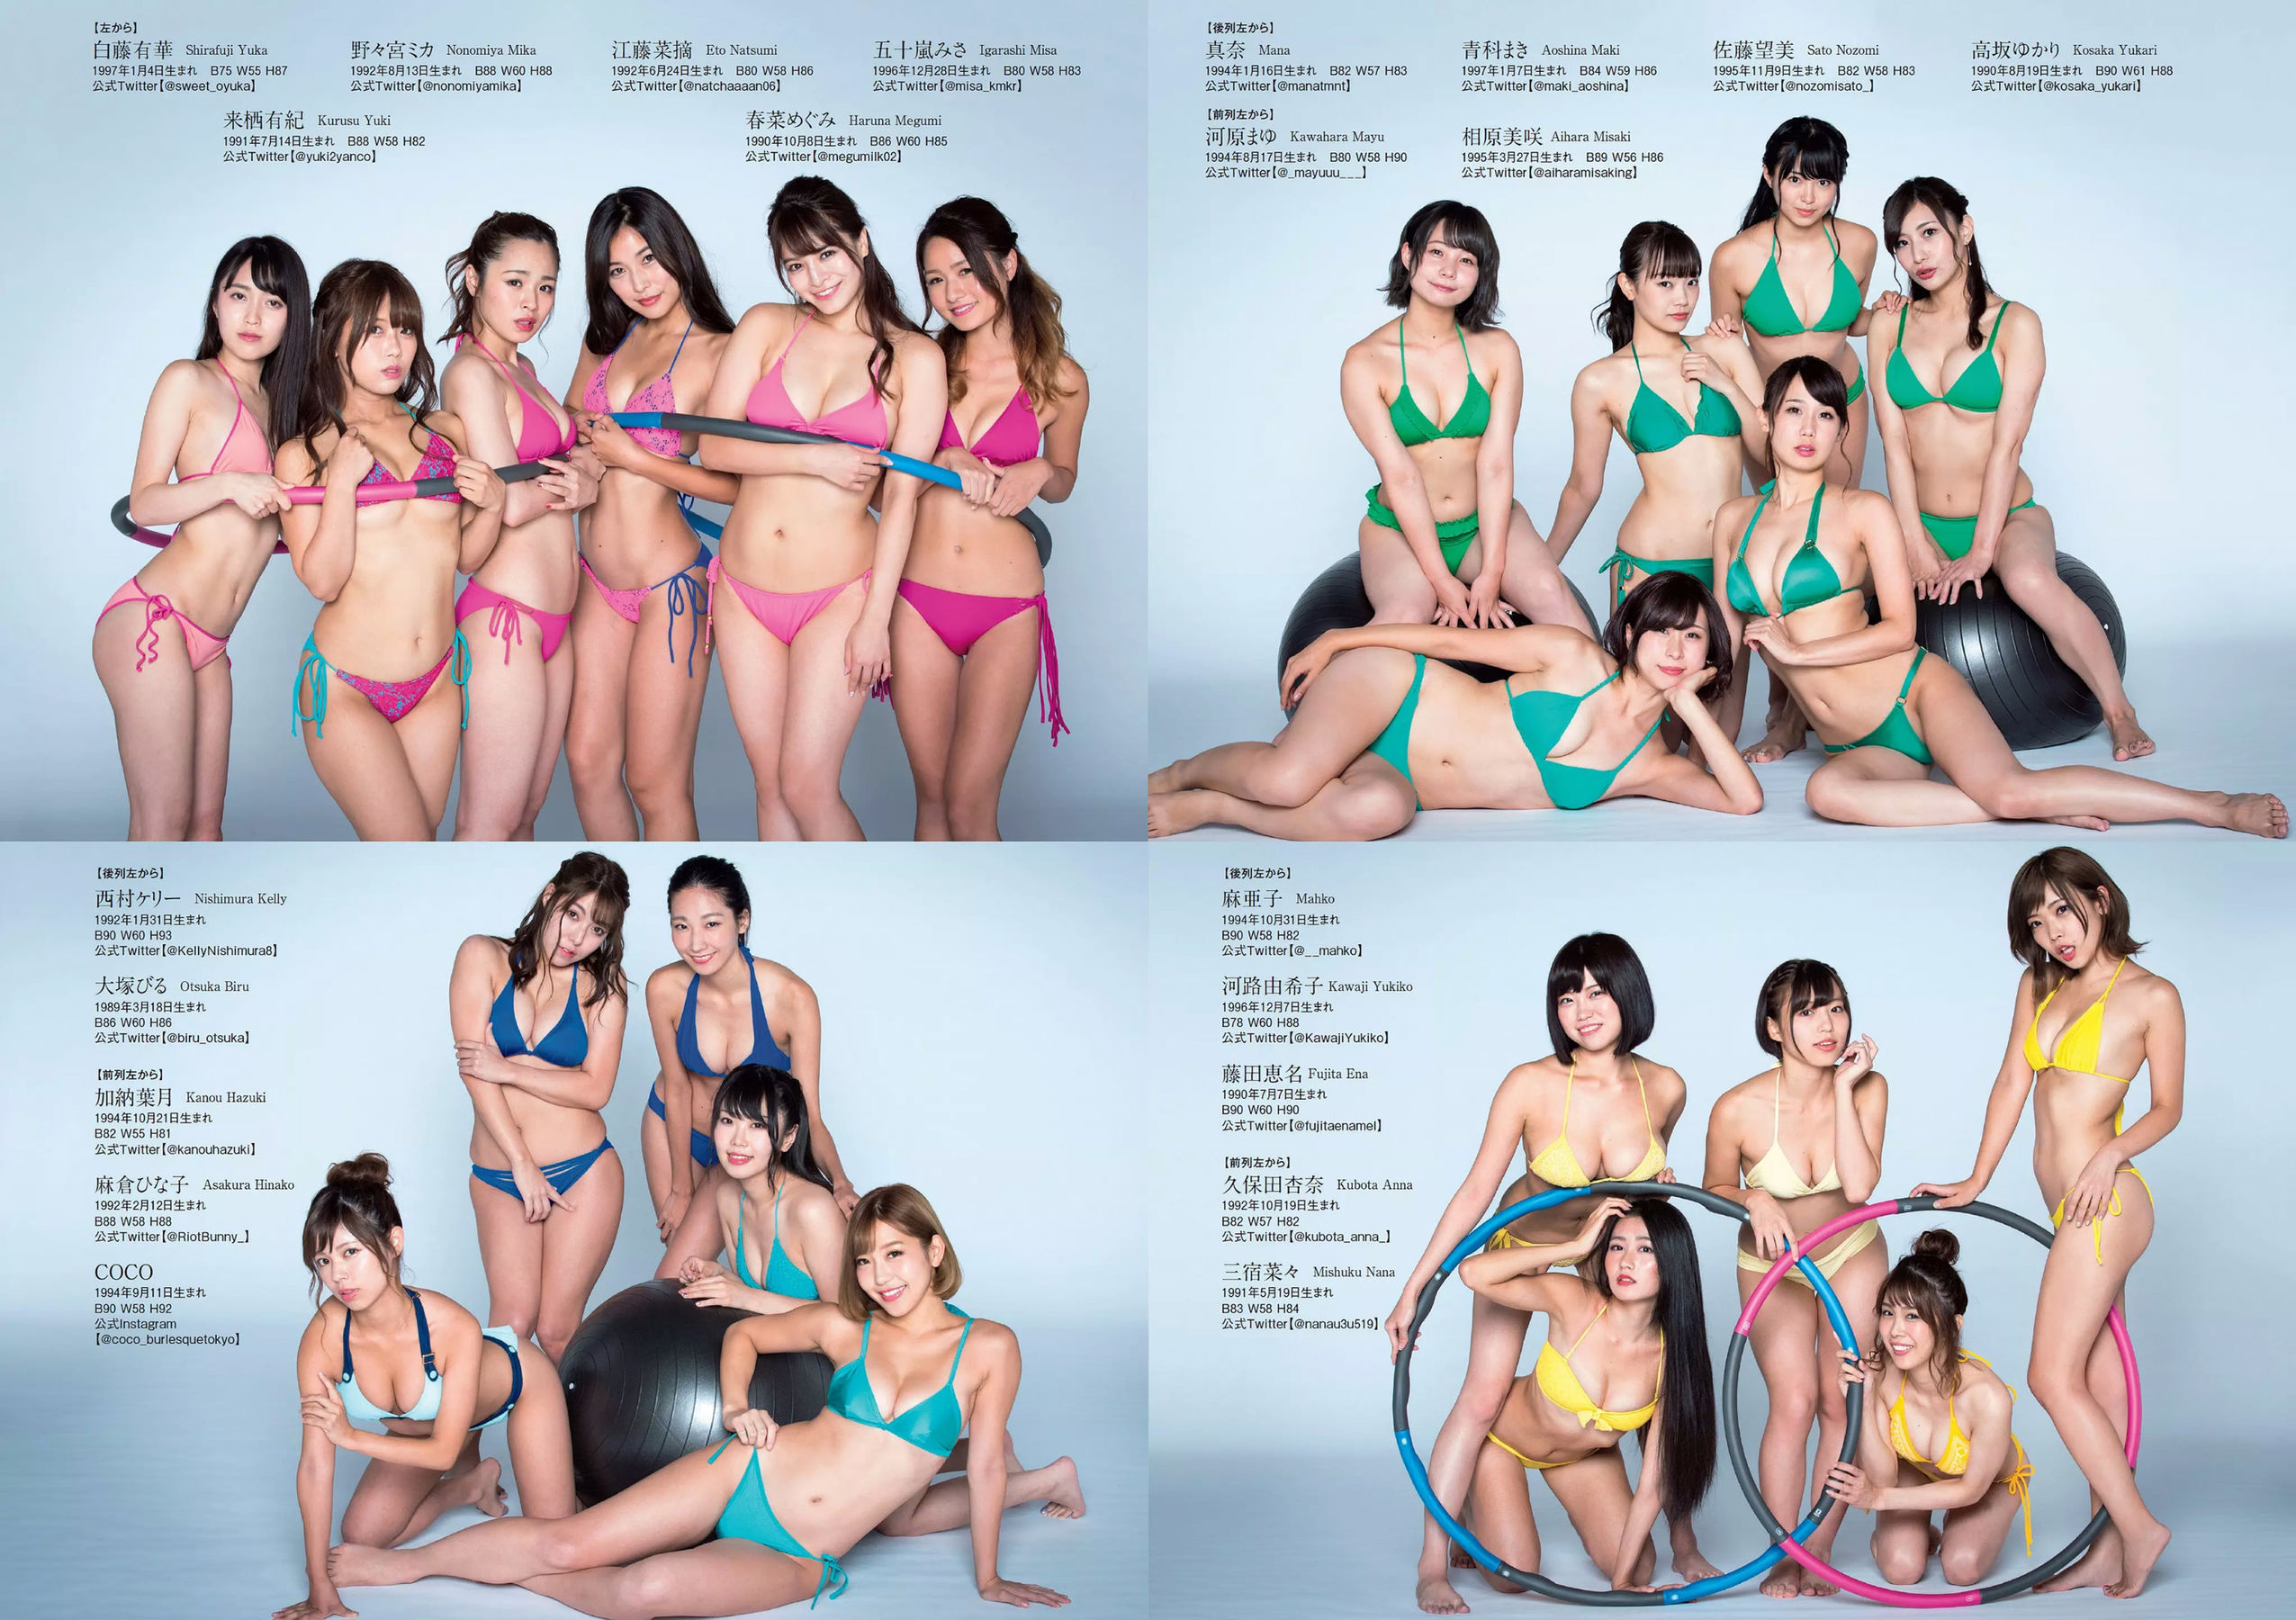 【左から】
白藤有華 Shirafuji Yuka
1997年1月4日生まれ B75 W55 H87
公式Twitter【@sweet_oyuka】
野々宮ミカ Nonomiya Mika
1992年8月13日生まれ B88 W60 H88
公式Twitter【@nonomiyamika】
江藤菜摘 Eto Natsumi
1992年6月24日生まれ B80 W58 H86
公式Twitter【@natchaaaan06】
五十嵐みさ Igarashi Misa
1996年12月28日生まれ B80 W58 H83
公式Twitter【@misa_kmkr】
来栖有紀 Kurusu Yuki
1991年7月14日生まれ B88 W58 H82
公式Twitter【@yuki2yanco】
春菜めぐみ Haruna Megumi
1990年10月8日生まれ B86 W60 H85
公式Twitter【@megumilk02】
【後列左から】
真奈 Mana
1994年1月16日生まれ B82 W57 H83
公式Twitter【@manatmnt】
青科まき Aoshina Maki
1997年1月7日生まれ B84 W59 H86
公式Twitter【@maki_aoshina】
佐藤望美 Sato Nozomi
1995年11月9日生まれ B82 W58 H83
公式Twitter【@nozomisato_】
高坂ゆかり Kosaka Yukari
1990年8月19日生まれ B90 W61 H88
公式Twitter【@kosaka_yukari】
【前列左から】
河原まゆ Kawahara Mayu
1994年8月17日生まれ B80 W58 H90
公式Twitter【@_mayuuu___】
相原美咲 Aihara Misaki
1995年3月27日生まれ B89 W56 H86
公式Twitter【@aiharamisaking】
【後列左から】
西村ケリー Nishimura Kelly
1992年1月31日生まれ
B90 W60 H93
公式Twitter【@KellyNishimura8】
大塚びる Otsuka Biru
1989年3月18日生まれ
B86 W60 H86
公式Twitter【@biru_otsuka】
【前列左から】
加納葉月 Kanou Hazuki
1994年10月21日生まれ
B82 W55 H81
公式Twitter【@kanouhazuki】
麻倉ひな子 Asakura Hinako
1992年2月12日生まれ
B88 W58 H88
公式Twitter【@RiotBunny_】
COCO
1994年9月11日生まれ
B90 W58 H92
公式Instagram
【@coco_burlesquetokyo】
【後列左から】
麻亜子 Mahko
1994年10月31日生まれ
B90 W58 H82
公式Twitter【@__mahko】
河路由希子 Kawaji Yukiko
1996年12月7日生まれ
B78 W60 H88
公式Twitter【@KawajiYukiko】
藤田恵名 Fujita Ena
1990年7月7日生まれ
B90 W60 H90
公式Twitter【@fujitaenamel】
【前列左から】
久保田杏奈 Kubota Anna
1992年10月19日生まれ
B82 W57 H82
公式Twitter【@kubota_anna_】
三宿菜々 Mishuku Nana
1991年5月19日生まれ
B83 W58 H84
公式Twitter【@nanau3u519】